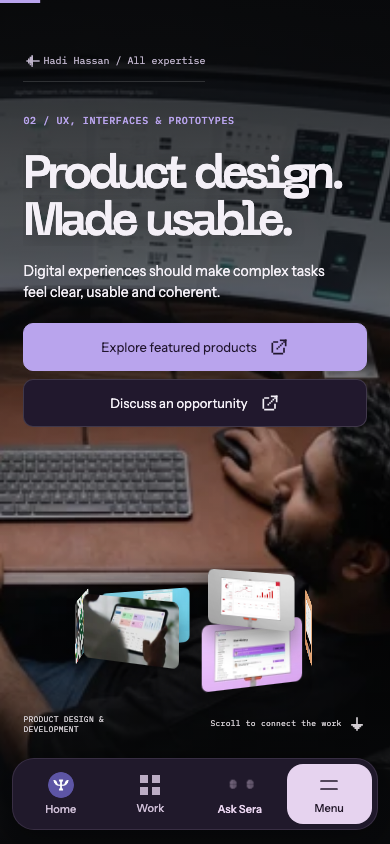 Hadi Hassan / All expertise
02 / UX, INTERFACES & PROTOTYPES
Product design.
Made usable.
Digital experiences should make complex tasks
feel clear, usable and coherent.
Explore featured products
Discuss an opportunity
PRODUCT DESIGN &
DEVELOPMENT
Scroll to connect the work
Home
Work
Ask Sera
Menu